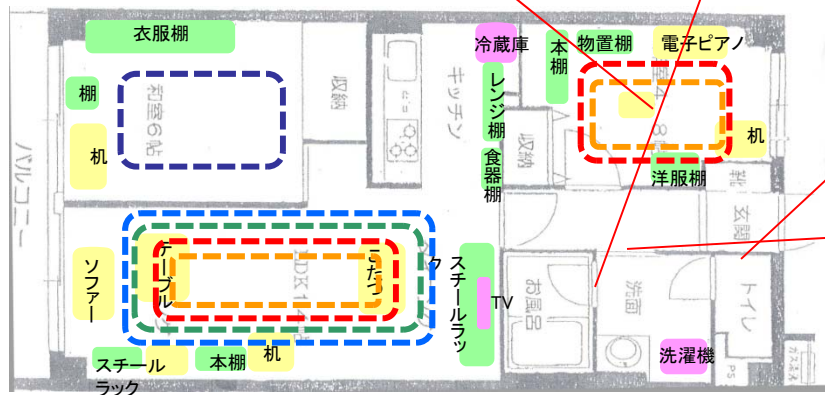 衣服棚
冷蔵庫
本棚
物置棚
電子ピアノ
収納
キッチン
レンジ棚
棚
和室6帖
机
机
バルコニー
食器棚
収納
洋服棚
靴
玄関
ソファー
テーブル
こたつ
スチールラック
TV
お風呂
洗面
トイレ
洗濯機
スチール
ラック
本棚
机
PS